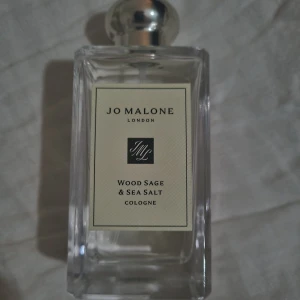 JO MALONE
LONDON
JML
WOOD SAGE
& SEA SALT
COLOGNE